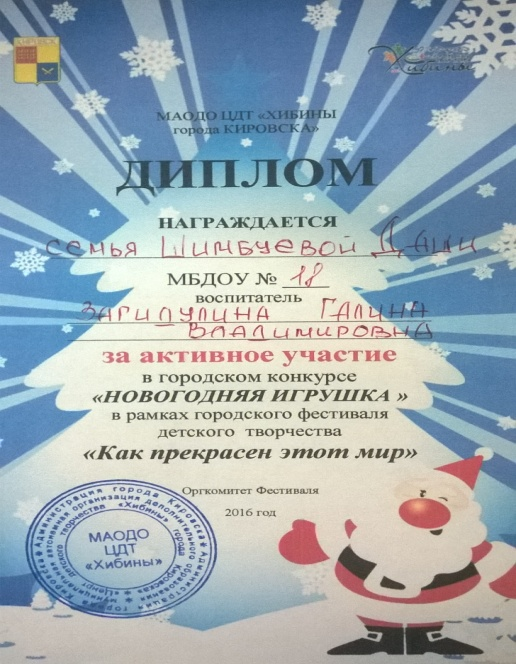 КИРОВСК
Хибины
МАОДО ЦДТ «ХИБИНЫ
города КИРОВСКА»
ДИПЛОМ
НАГРАЖДАЕТСЯ
СЕМЬЯ ШИМБУЕВОЙ ДАШИ
МБДОУ № 18
воспитатель
ЗАГИДУЛИНА ГАЛИНА
ВЛАДИМИРОВНА
за активное участие
в городском конкурсе
«НОВОГОДНЯЯ ИГРУШКА »
в рамках городского фестиваля
детского творчества
«Как прекрасен этот мир»
Оргкомитет Фестиваля
2016 год
МАОДО
ЦДТ
«Хибины»